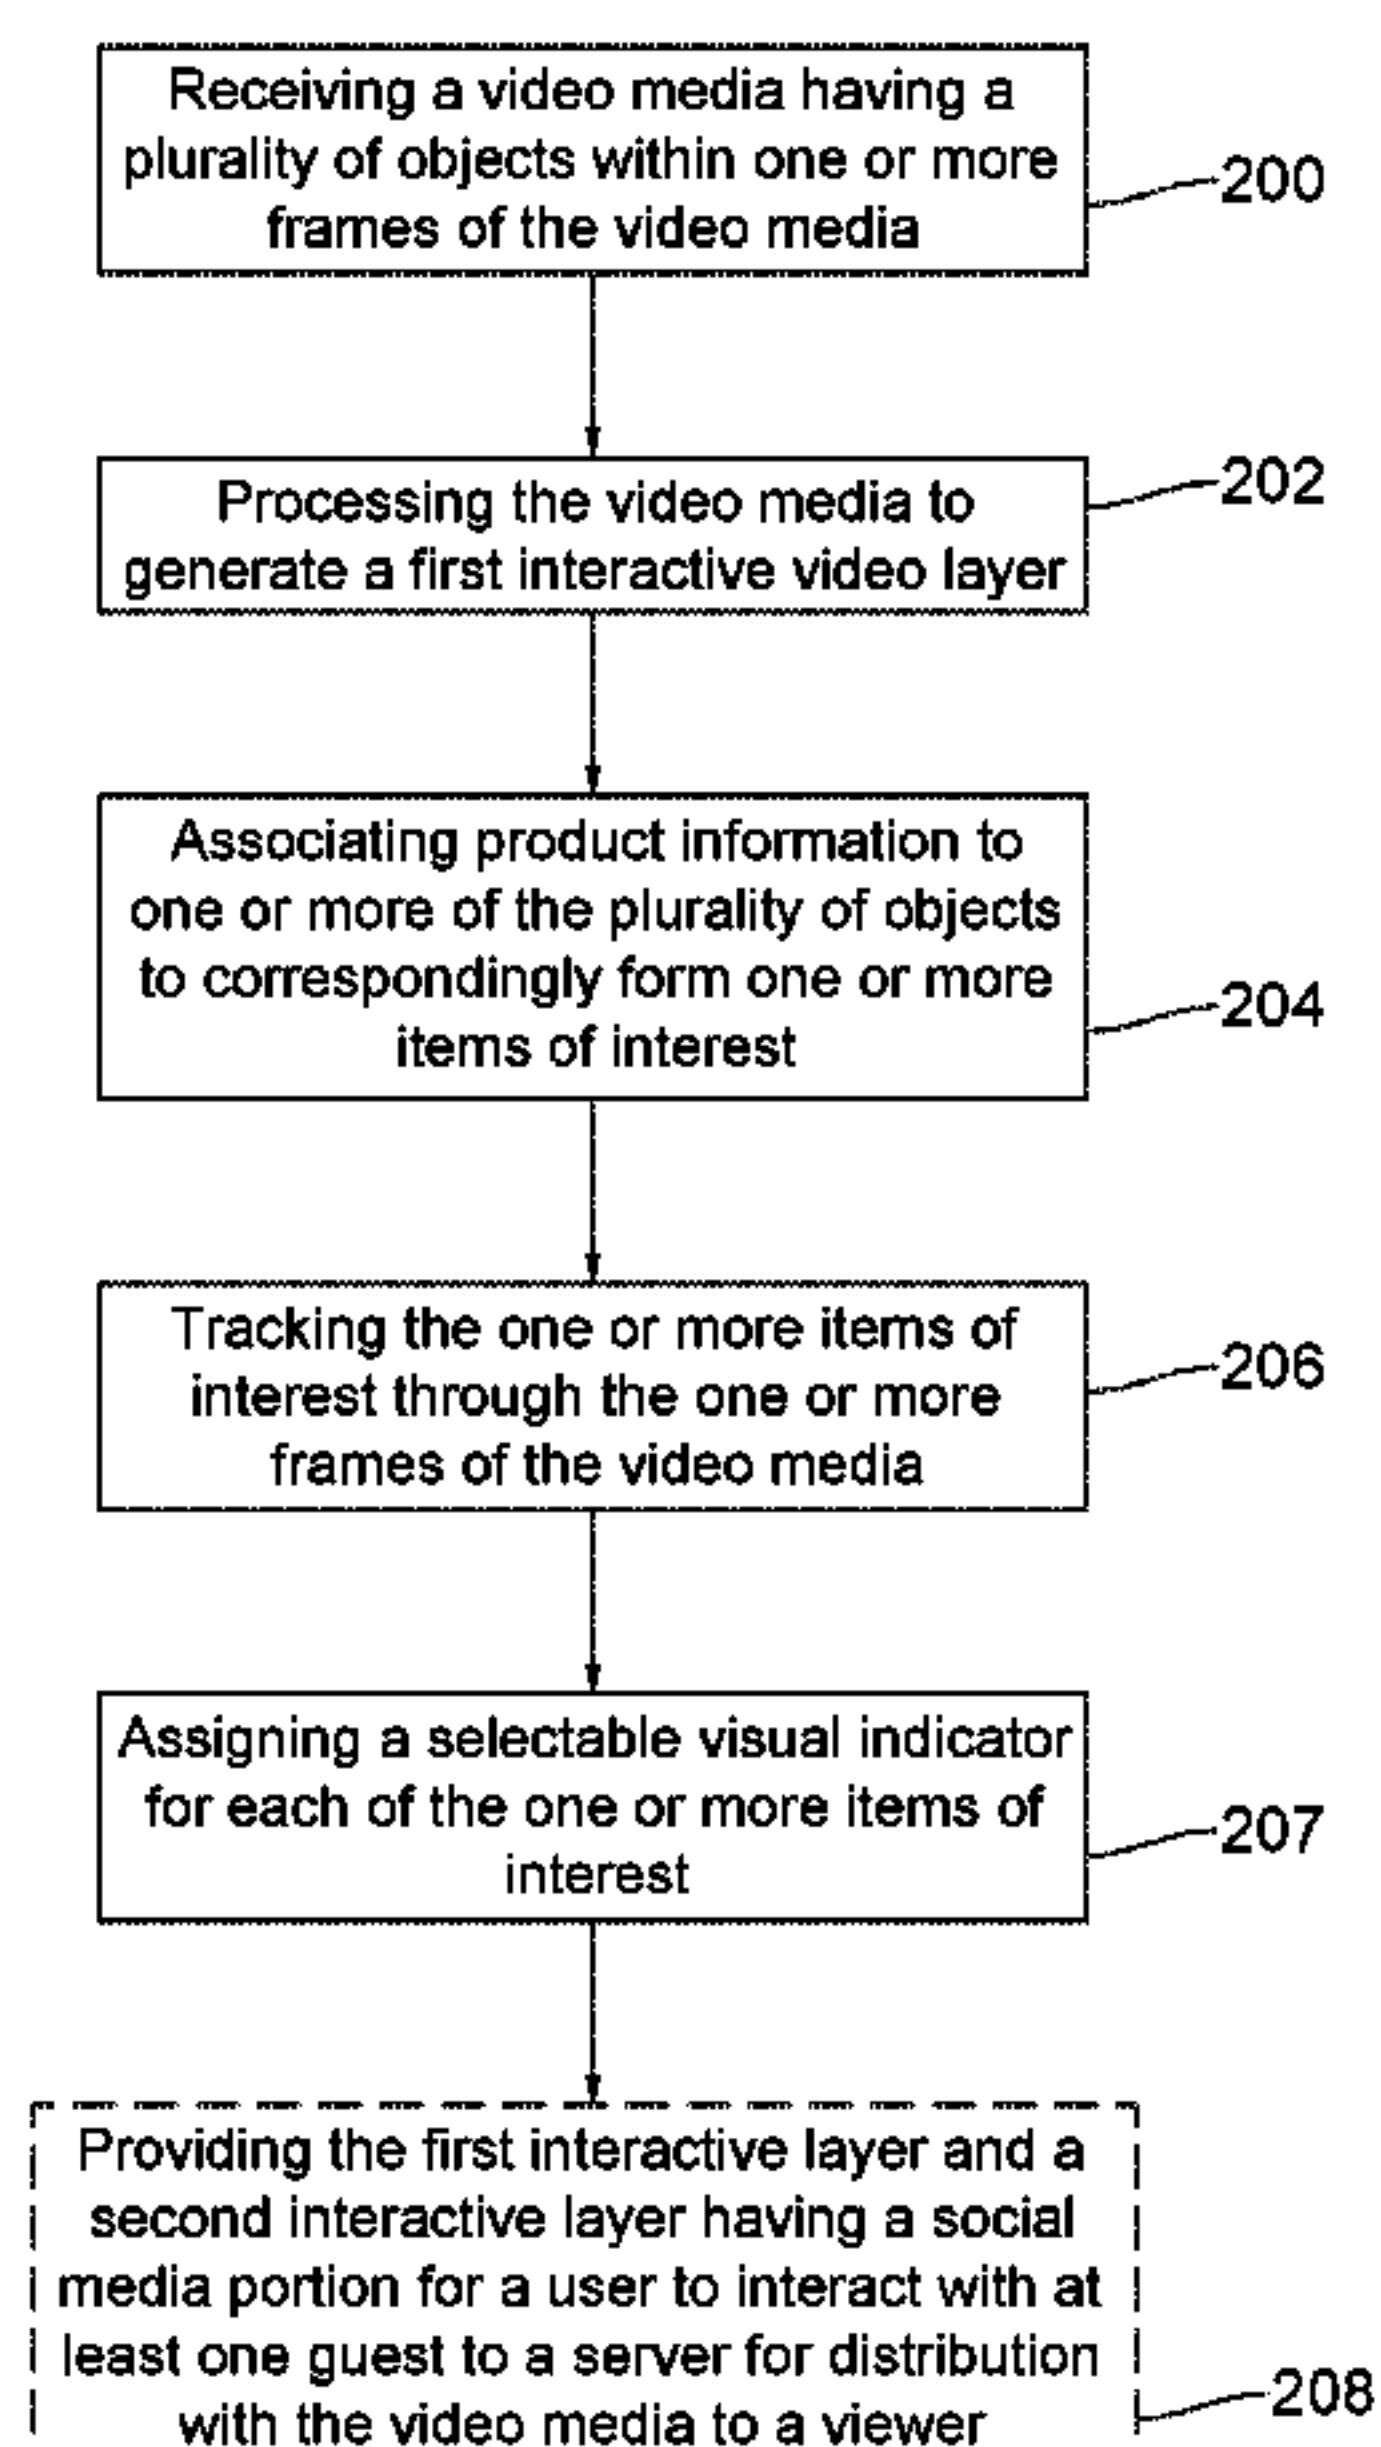 Receiving a video media having a
plurality of objects within one or more
frames of the video media
200
Processing the video media to
generate a first interactive video layer
202
Associating product information to
one or more of the plurality of objects
to correspondingly form one or more
items of interest
204
Tracking the one or more items of
interest through the one or more
frames of the video media
206
Assigning a selectable visual indicator
for each of the one or more items of
interest
207
Providing the first interactive layer and a
second interactive layer having a social
media portion for a user to interact with at
least one guest to a server for distribution
with the video media to a viewer
208